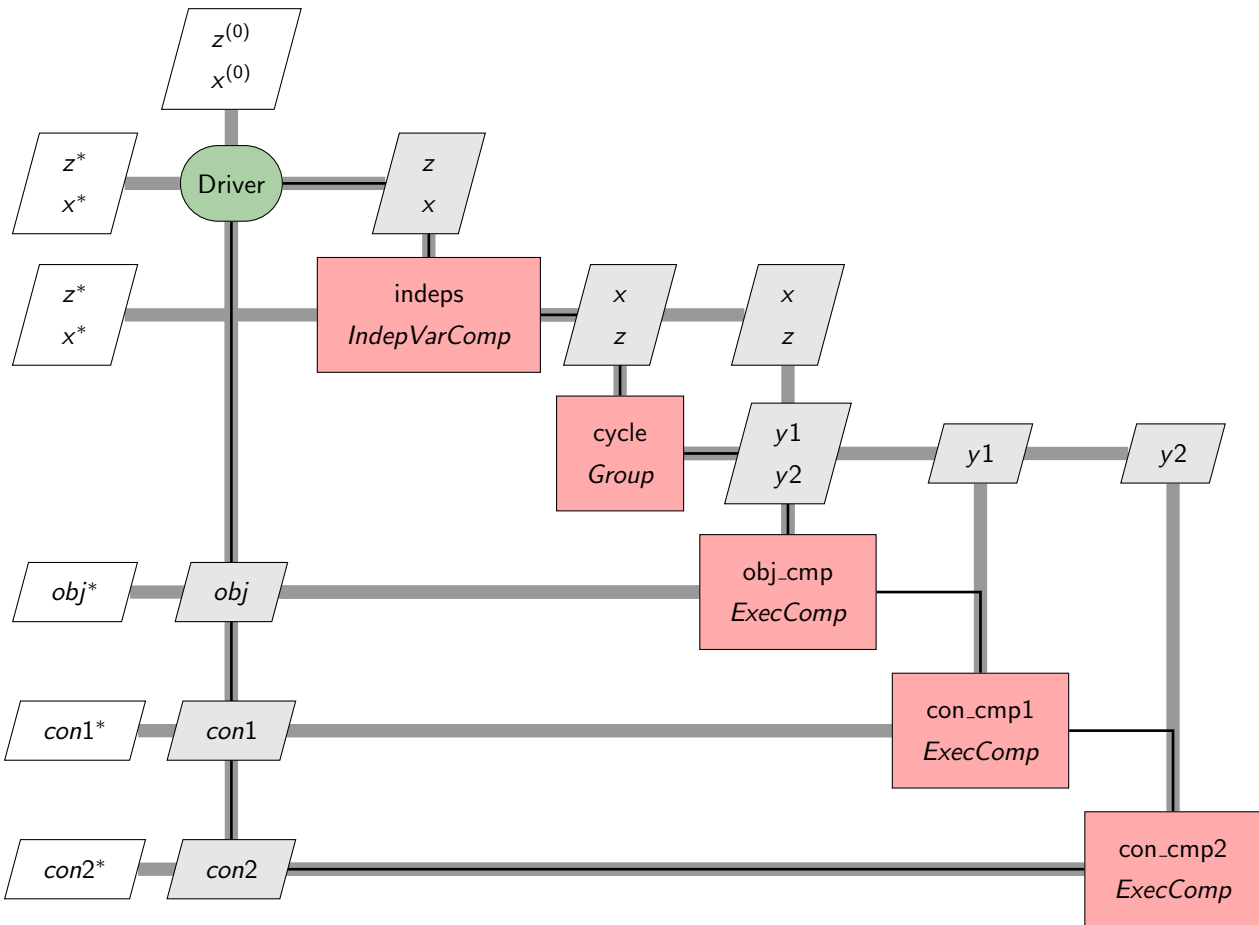 z^(0)
x^(0)
z*
x*
Driver
z
x
z*
x*
indeps
IndepVarComp
x
z
x
z
cycle
Group
y1
y2
y1
y2
obj*
obj
obj_cmp
ExecComp
con1*
con1
con_cmp1
ExecComp
con2*
con2
con_cmp2
ExecComp